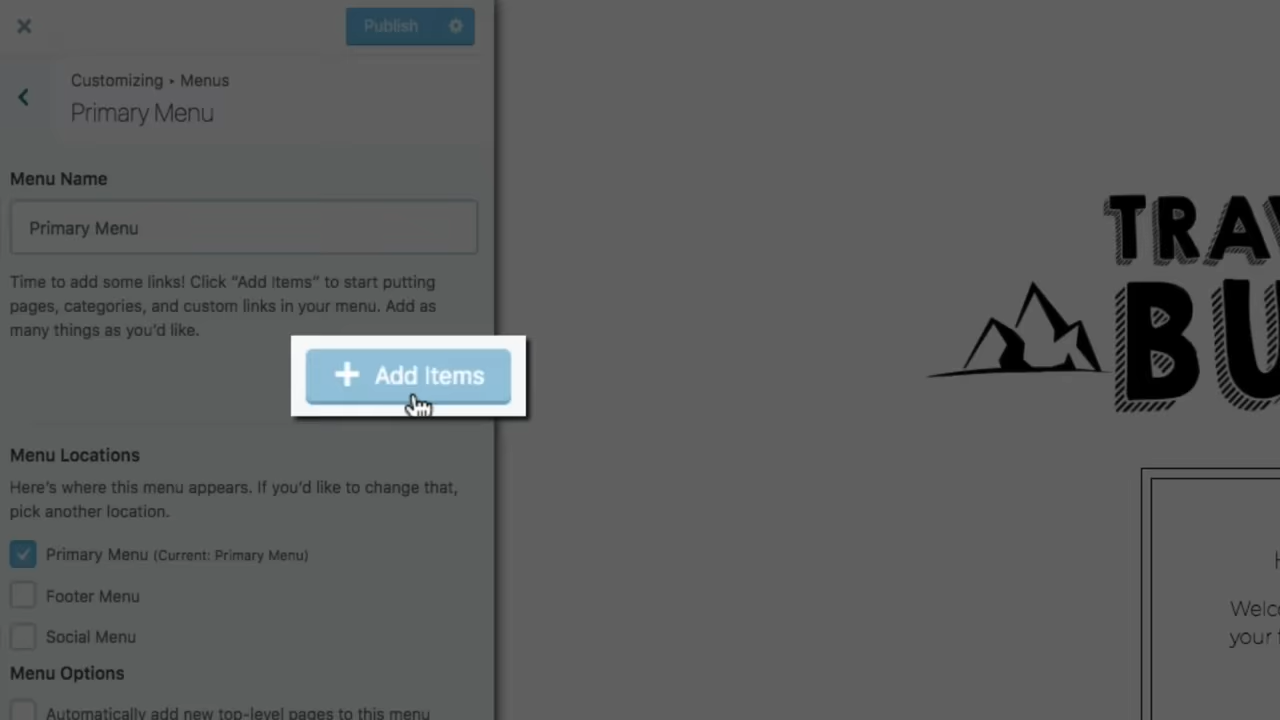 Publish
Customizing • Menus
Primary Menu
Menu Name
Primary Menu
Time to add some links! Click “Add Items” to start putting
pages, categories, and custom links in your menu. Add as
many things as you’d like.
+ Add Items
Menu Locations
Here’s where this menu appears. If you’d like to change that,
pick another location.
Primary Menu (Current: Primary Menu)
Footer Menu
Social Menu
Menu Options
Automatically add new top-level pages to this menu
TRAV
BU
H
Welco
your